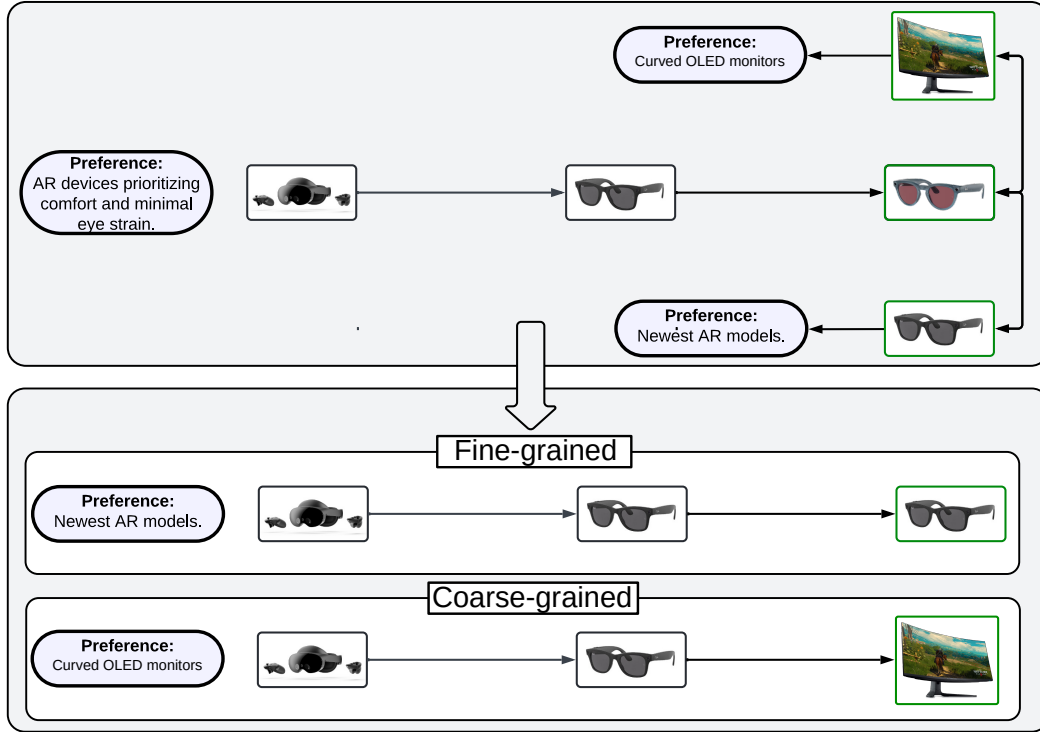 Preference:
Curved OLED monitors
Preference:
AR devices prioritizing
comfort and minimal
eye strain.
Preference:
Newest AR models.
Fine-grained
Preference:
Newest AR models.
Coarse-grained
Preference:
Curved OLED monitors